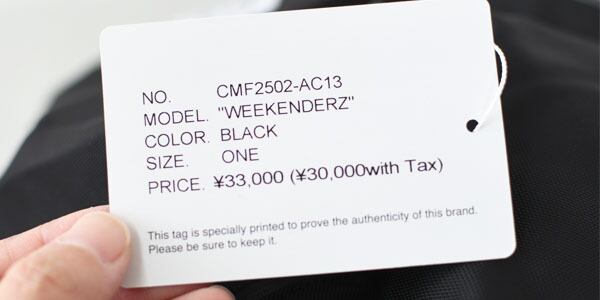 NO. CMF2502-AC13
MODEL. "WEEKENDERZ"
COLOR. BLACK
SIZE. ONE
PRICE. ¥33,000 (¥30,000with Tax)
This tag is specially printed to prove the authenticity of this brand.
Please be sure to keep it.